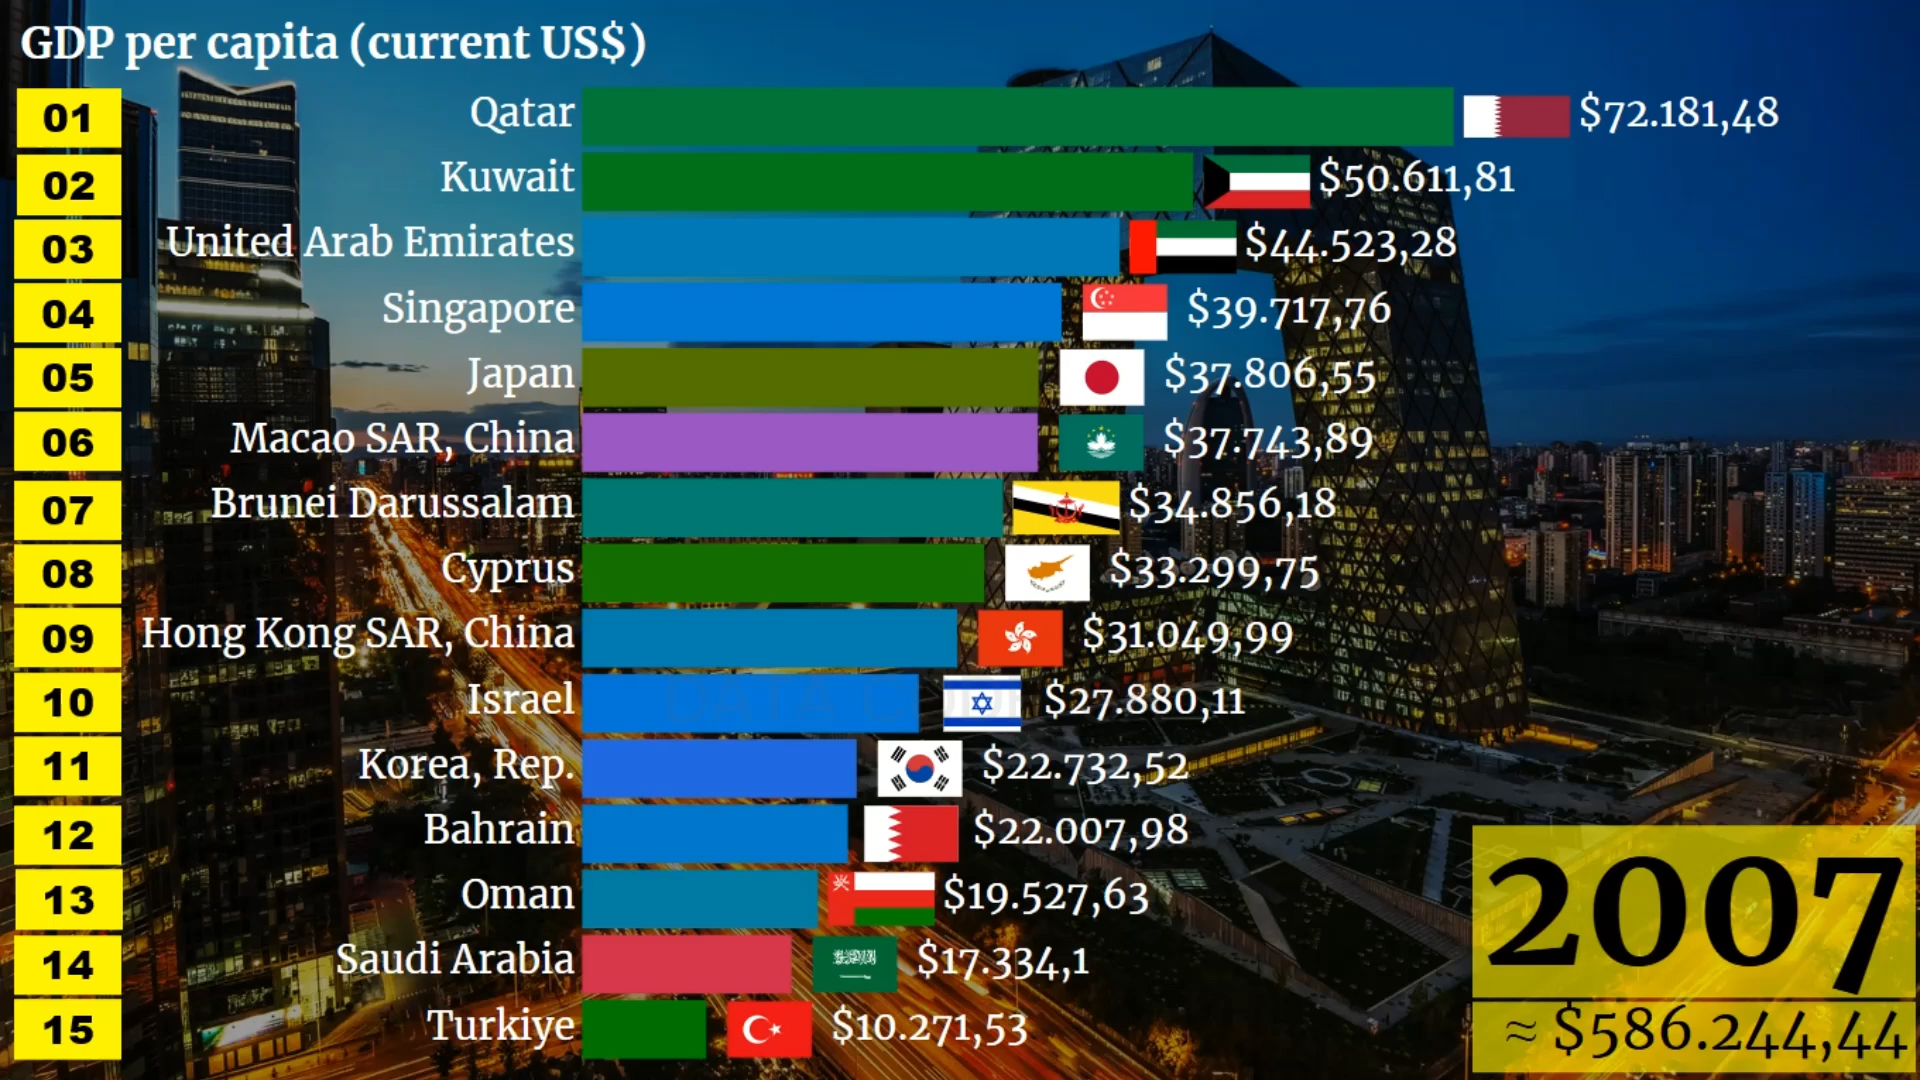 GDP per capita (current US$)
01 Qatar $72.181,48
02 Kuwait $50.611,81
03 United Arab Emirates $44.523,28
04 Singapore $39.717,76
05 Japan $37.806,55
06 Macao SAR, China $37.743,89
07 Brunei Darussalam $34.856,18
08 Cyprus $33.299,75
09 Hong Kong SAR, China $31.049,99
10 Israel $27.880,11
11 Korea, Rep. $22.732,52
12 Bahrain $22.007,98
13 Oman $19.527,63
14 Saudi Arabia $17.334,1
15 Turkiye $10.271,53
2007
≈ $586.244,44